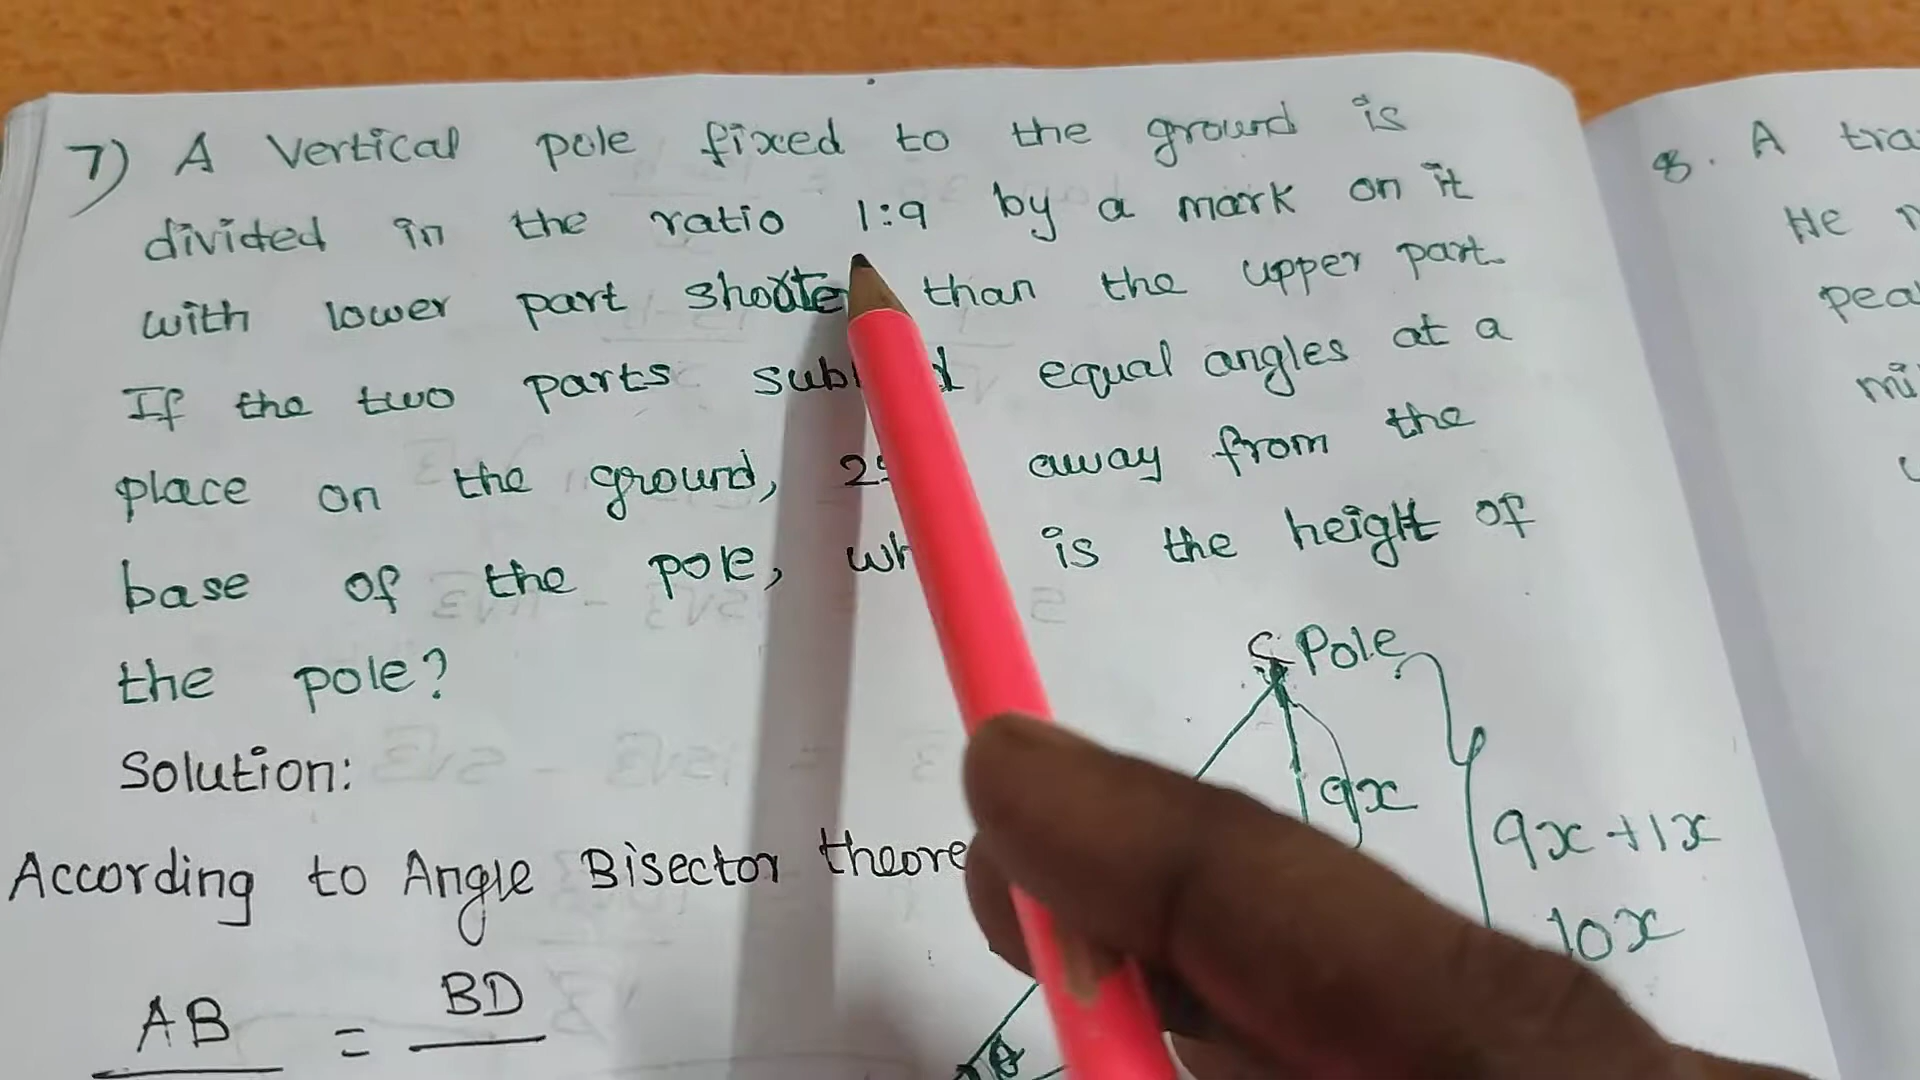 7) A Vertical pole fixed to the ground is
divided in the ratio 1:9 by a mark on it
with lower part than the upper part.
If the two parts equal angles at a
place on the ground, away from the
base of the pole, is the height of
the pole?
Solution:
According to Angle Bisector
AB = BD
C Pole
9x
9x+1x
10x
8. A
He